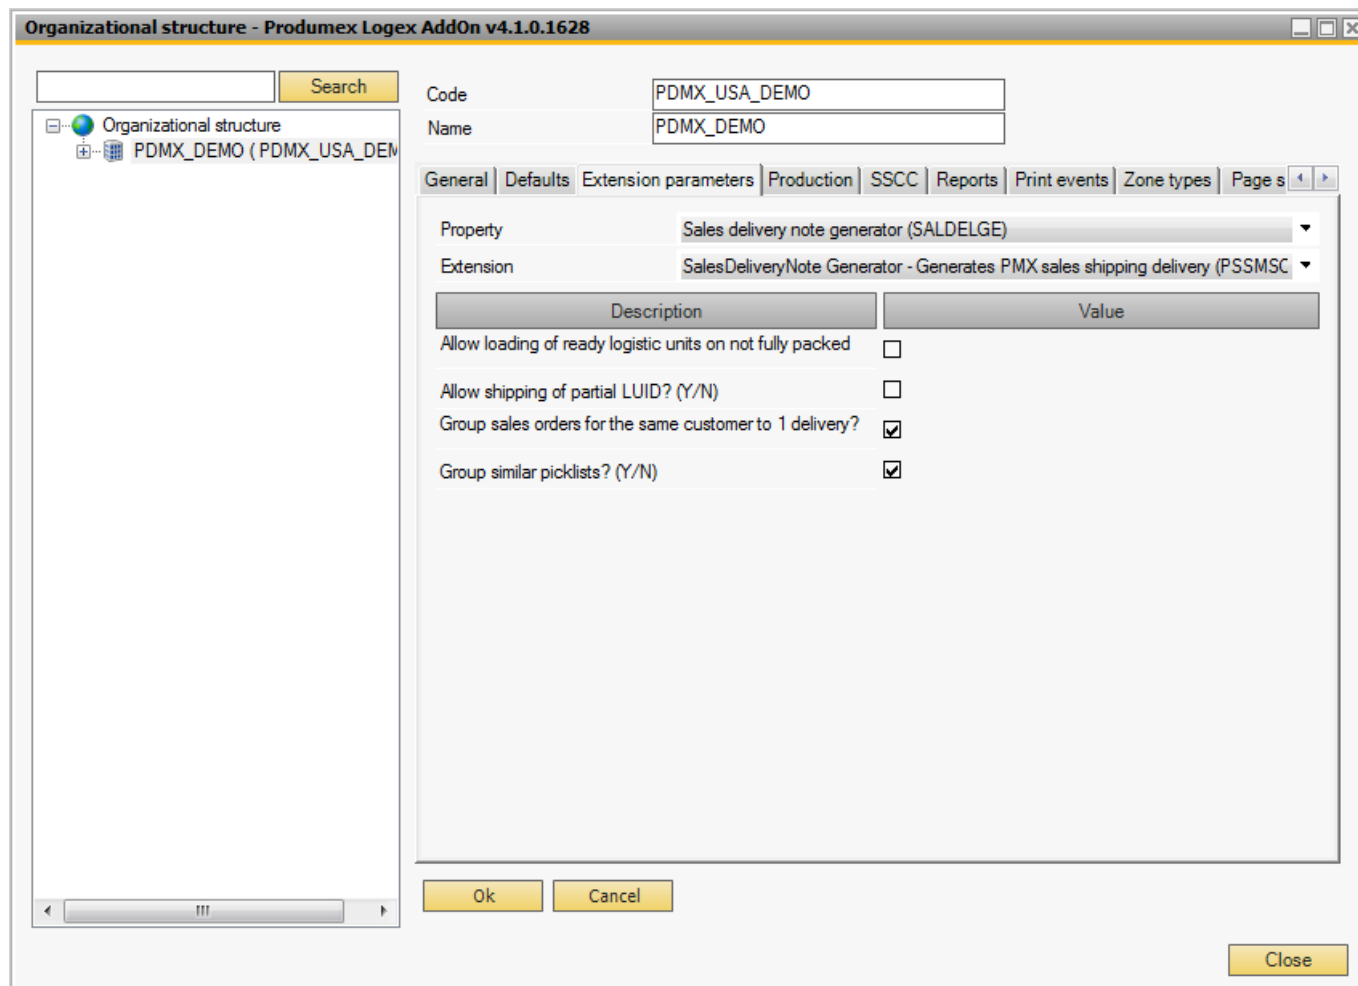 Organizational structure - Produmex Logex AddOn v4.1.0.1628
Search
Organizational structure
PDMX_DEMO ( PDMX_USA_DEM
Code
PDMX_USA_DEMO
Name
PDMX_DEMO
General Defaults Extension parameters Production SSCC Reports Print events Zone types Page s
Property
Sales delivery note generator (SALDELGE)
Extension
SalesDeliveryNote Generator - Generates PMX sales shipping delivery (PSSMSC
Description Value
Allow loading of ready logistic units on not fully packed
Allow shipping of partial LUID? (Y/N)
Group sales orders for the same customer to 1 delivery?
Group similar picklists? (Y/N)
Ok Cancel
Close